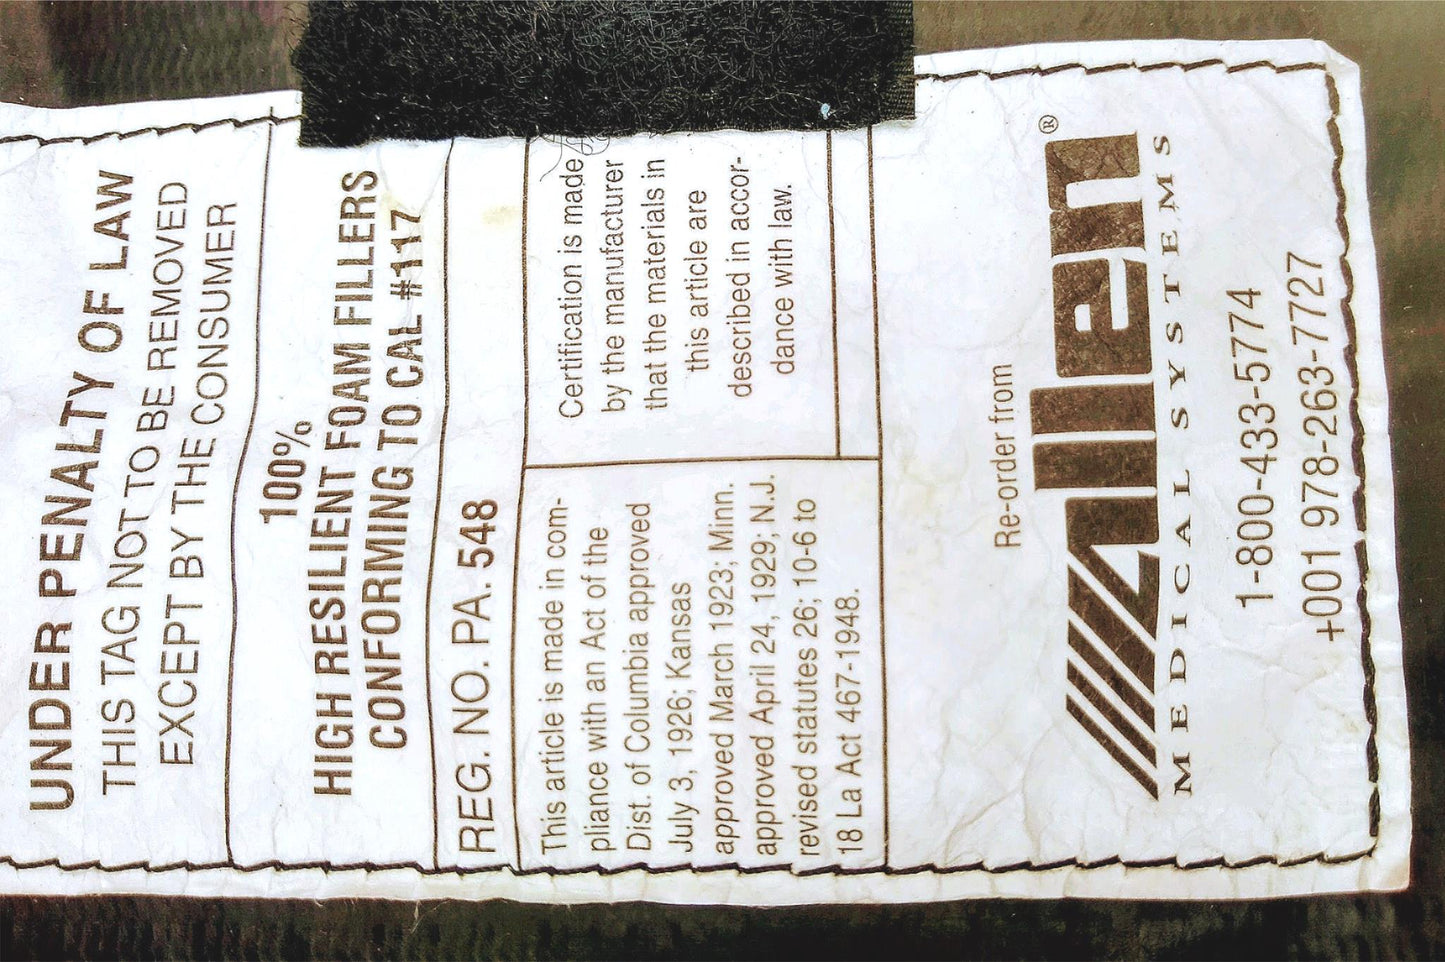 UNDER PENALTY OF LAW
THIS TAG NOT TO BE REMOVED
EXCEPT BY THE CONSUMER
100%
HIGH RESILIENT FOAM FILLERS
CONFORMING TO CAL #117
REG. NO. PA. 548
This article is made in com-
pliance with an Act of the
Dist. of Columbia approved
July 3, 1926; Kansas
approved March 1923; Minn.
approved April 24, 1929; N.J.
revised statutes 26; 10-6 to
18 La Act 467-1948.
Certification is made
by the manufacturer
that the materials in
this article are
described in accor-
dance with law.
Re-order from
Allen®
MEDICAL SYSTEMS
1-800-433-5774
+001 978-263-7727